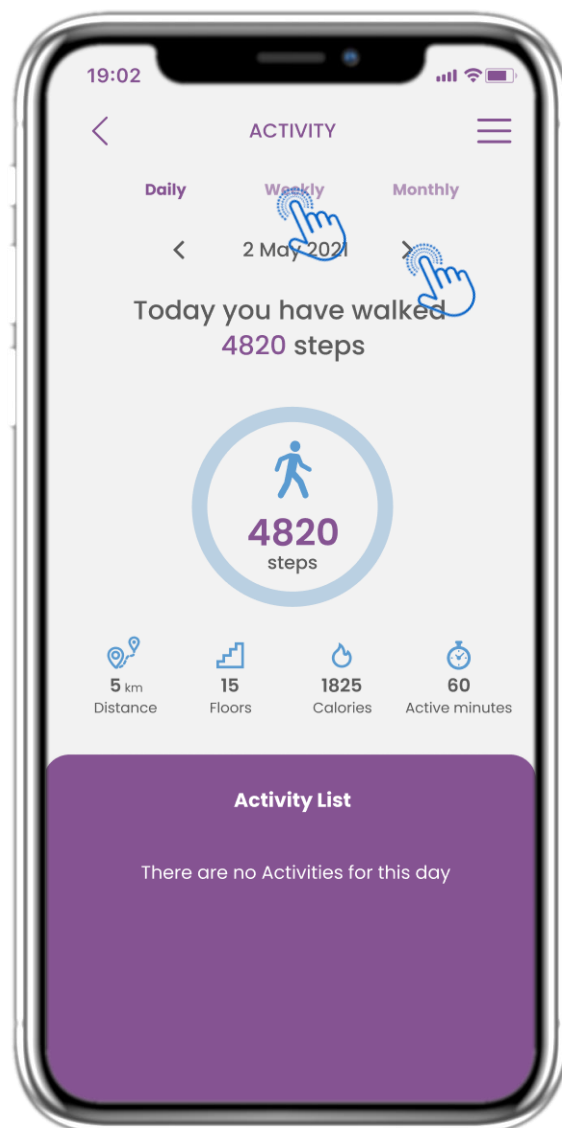 19:02
ACTIVITY
Daily Weekly Monthly
2 May 2021
Today you have walked
4820 steps
4820
steps
5 km 15 1825 60
Distance Floors Calories Active minutes
Activity List
There are no Activities for this day